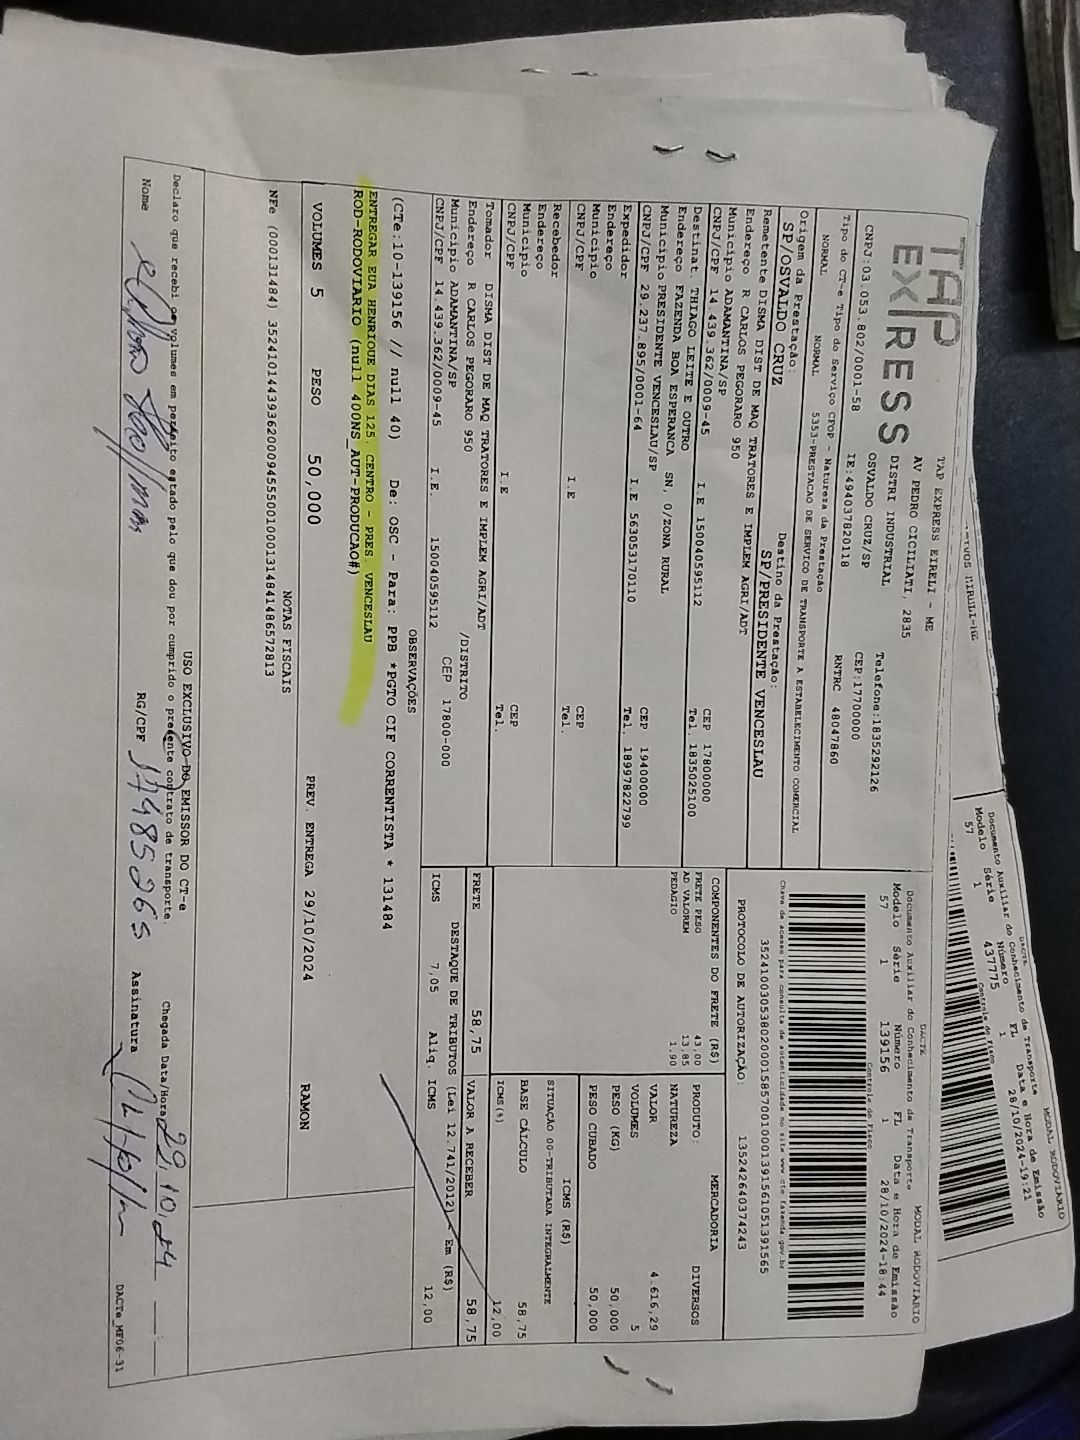 TAP EXPRESS
TAP EXPRESS EIRELI - ME
AV PEDRO CICILIATI, 2835
DISTRI INDUSTRIAL
OSVALDO CRUZ/SP
CNPJ:03.053.802/0001-58
IE:494037820118
Telefone:1835292126
CEP:17700000
RNTRC 48047860
Tipo do CT-e Tipo do Serviço CFOP - Natureza da Prestação
NORMAL NORMAL 5353-PRESTACAO DE SERVIÇO DE TRANSPORTE A ESTABELECIMENTO COMERCIAL
Origem da Prestação: Destino da Prestação:
SP/OSVALDO CRUZ SP/PRESIDENTE VENCESLAU
Remetente DISMA DIST DE MAQ TRATORES E IMPLEM AGRI/ADT
Endereço R CARLOS PEGORARO 950
Município ADAMANTINA/SP CEP 17800000
CNPJ/CPF 14.439.362/0009-45 I.E 150040595112 Tel. 1835025100
Destinat. THIAGO LEITE E OUTRO
Endereço FAZENDA BOA ESPERANCA SN, 0/ZONA RURAL
Município PRESIDENTE VENCESLAU/SP CEP 19400000
CNPJ/CPF 29.237.895/0001-64 I.E 563053170110 Tel. 18997822799
Expedidor
Endereço
Município CEP
CNPJ/CPF I.E Tel.
Recebedor
Endereço
Município CEP
CNPJ/CPF I.E Tel.
Tomador DISMA DIST DE MAQ TRATORES E IMPLEM AGRI/ADT
Endereço R CARLOS PEGORARO 950 /DISTRITO
Município ADAMANTINA/SP CEP 17800-000
CNPJ/CPF 14.439.362/0009-45 I.E. 150040595112
DACTE MODAL RODOVIARIO
Documento Auxiliar do Conhecimento de Transporte
Modelo Série Número FL Data e Hora de Emissão
57 1 139156 1 28/10/2024-18:44
Controle do Fisco
Chave de acesso para consulta de autenticidade no site www.cte.fazenda.gov.br
35241003053802000158570010001391561051391565
PROTOCOLO DE AUTORIZAÇÃO: 135242640374243
COMPONENTES DO FRETE (R$)
FRETE PESO 43,00
AD VALOREM 13,85
PEDAGIO 1,90
MERCADORIA
PRODUTO: DIVERSOS
NATUREZA
VALOR 4.616,29
VOLUMES 5
PESO (KG) 50,000
PESO CUBADO 50,000
ICMS (R$)
SITUAÇÃO 00-TRIBUTADA INTEGRALMENTE
BASE CÁLCULO 58,75
ICMS(%) 12,00
FRETE 58,75 VALOR A RECEBER 58,75
DESTAQUE DE TRIBUTOS (Lei 12.741/2012) Em (R$)
ICMS 7,05 Aliq. ICMS 12,00
OBSERVAÇÕES
(CTe:10-139156 // null 40) De: OSC - Para: PPB *PGTO CIF CORRENTISTA * 131484
ENTREGAR EUA HENRIQUE DIAS 125, CENTRO - PRES. VENCESLAU
ROD-RODOVIARIO (null 400NS_AUT-PRODUCAO#)
VOLUMES 5 PESO 50,000 PREV. ENTREGA 29/10/2024 RAMON
NOTAS FISCAIS
NFe (000131484) 35241014439362000945550010001314841486572813
USO EXCLUSIVO DO EMISSOR DO CT-e
Declaro que recebi os volumes em perfeito estado pelo que dou por cumprido o presente contrato de transporte.
Chegada Data/Hora 29,10,24
Nome RG/CPF Assinatura
DACTe_MF06-31
DACTE MODAL RODOVIARIO
Documento Auxiliar do Conhecimento de Transporte
Modelo Série Número FL Data e Hora de Emissão
57 1 437775 1 28/10/2024-19:21
Controle do Fisco